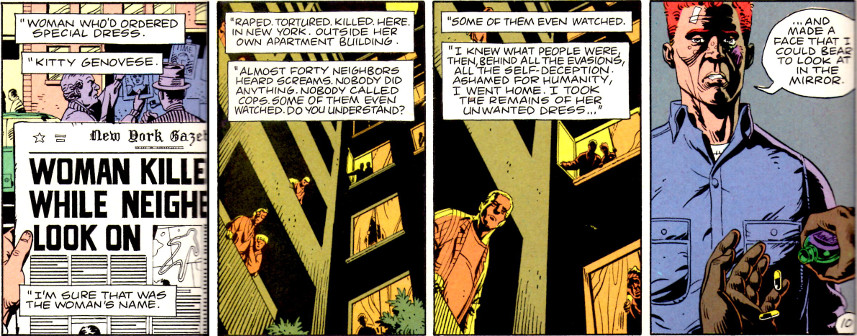 "WOMAN WHO'D ORDERED
SPECIAL DRESS.
"KITTY GENOVESE.
New York Gazet
WOMAN KILLE
WHILE NEIGHB
LOOK ON
"I'M SURE THAT WAS
THE WOMAN'S NAME.
"RAPED. TORTURED. KILLED. HERE.
IN NEW YORK. OUTSIDE HER
OWN APARTMENT BUILDING.
"ALMOST FORTY NEIGHBORS
HEARD SCREAMS. NOBODY DID
ANYTHING. NOBODY CALLED
COPS. SOME OF THEM EVEN
WATCHED. DO YOU UNDERSTAND?
"SOME OF THEM EVEN WATCHED.
"I KNEW WHAT PEOPLE WERE,
THEN, BEHIND ALL THE EVASIONS,
ALL THE SELF-DECEPTION.
ASHAMED FOR HUMANITY,
I WENT HOME. I TOOK
THE REMAINS OF HER
UNWANTED DRESS..."
...AND
MADE A
FACE THAT I
COULD BEAR
TO LOOK AT
IN THE
MIRROR.
10